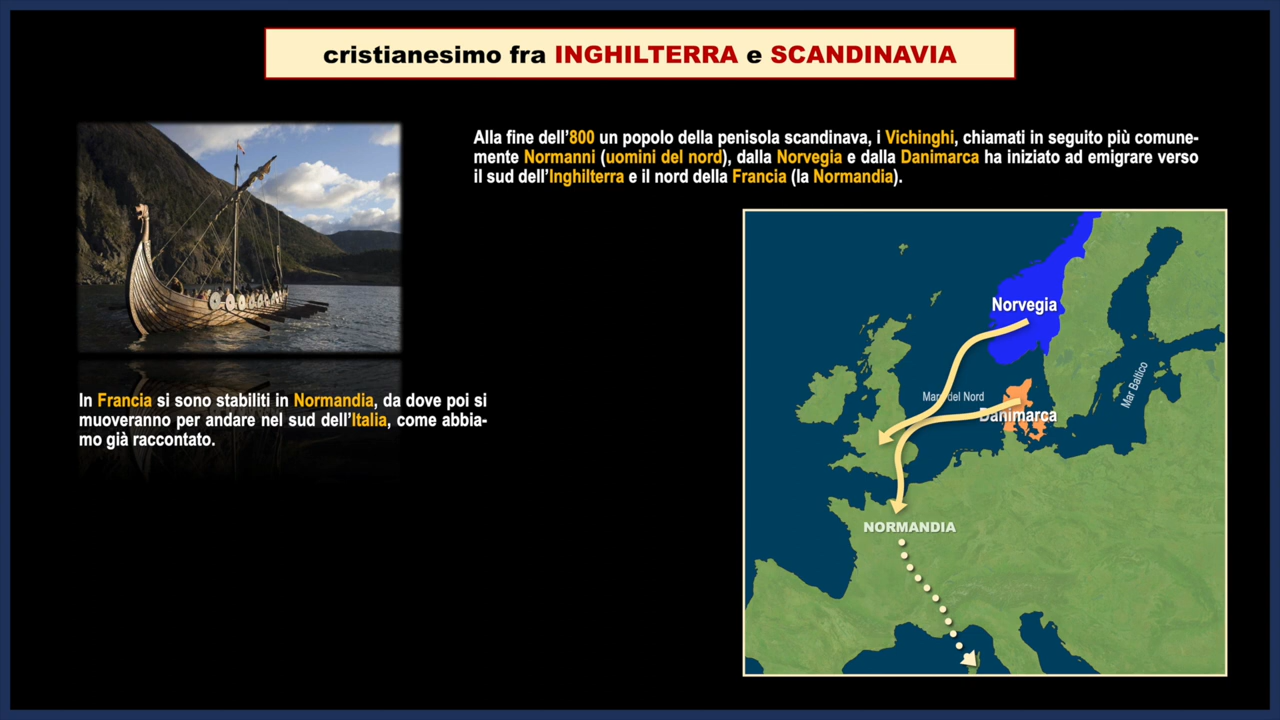 cristianesimo fra INGHILTERRA e SCANDINAVIA
Alla fine dell’800 un popolo della penisola scandinava, i Vichinghi, chiamati in seguito più comune-
mente Normanni (uomini del nord), dalla Norvegia e dalla Danimarca ha iniziato ad emigrare verso
il sud dell’Inghilterra e il nord della Francia (la Normandia).
In Francia si sono stabiliti in Normandia, da dove poi si
muoveranno per andare nel sud dell’Italia, come abbia-
mo già raccontato.
Norvegia
Mare del Nord
Mar Baltico
Danimarca
NORMANDIA